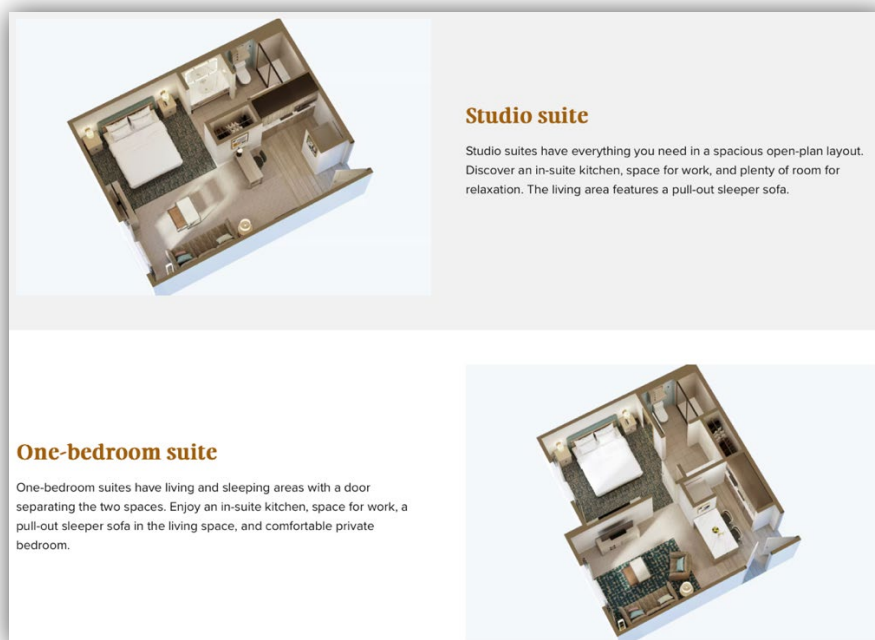 Studio suite
Studio suites have everything you need in a spacious open-plan layout.
Discover an in-suite kitchen, space for work, and plenty of room for
relaxation. The living area features a pull-out sleeper sofa.
One-bedroom suite
One-bedroom suites have living and sleeping areas with a door
separating the two spaces. Enjoy an in-suite kitchen, space for work, a
pull-out sleeper sofa in the living space, and comfortable private
bedroom.